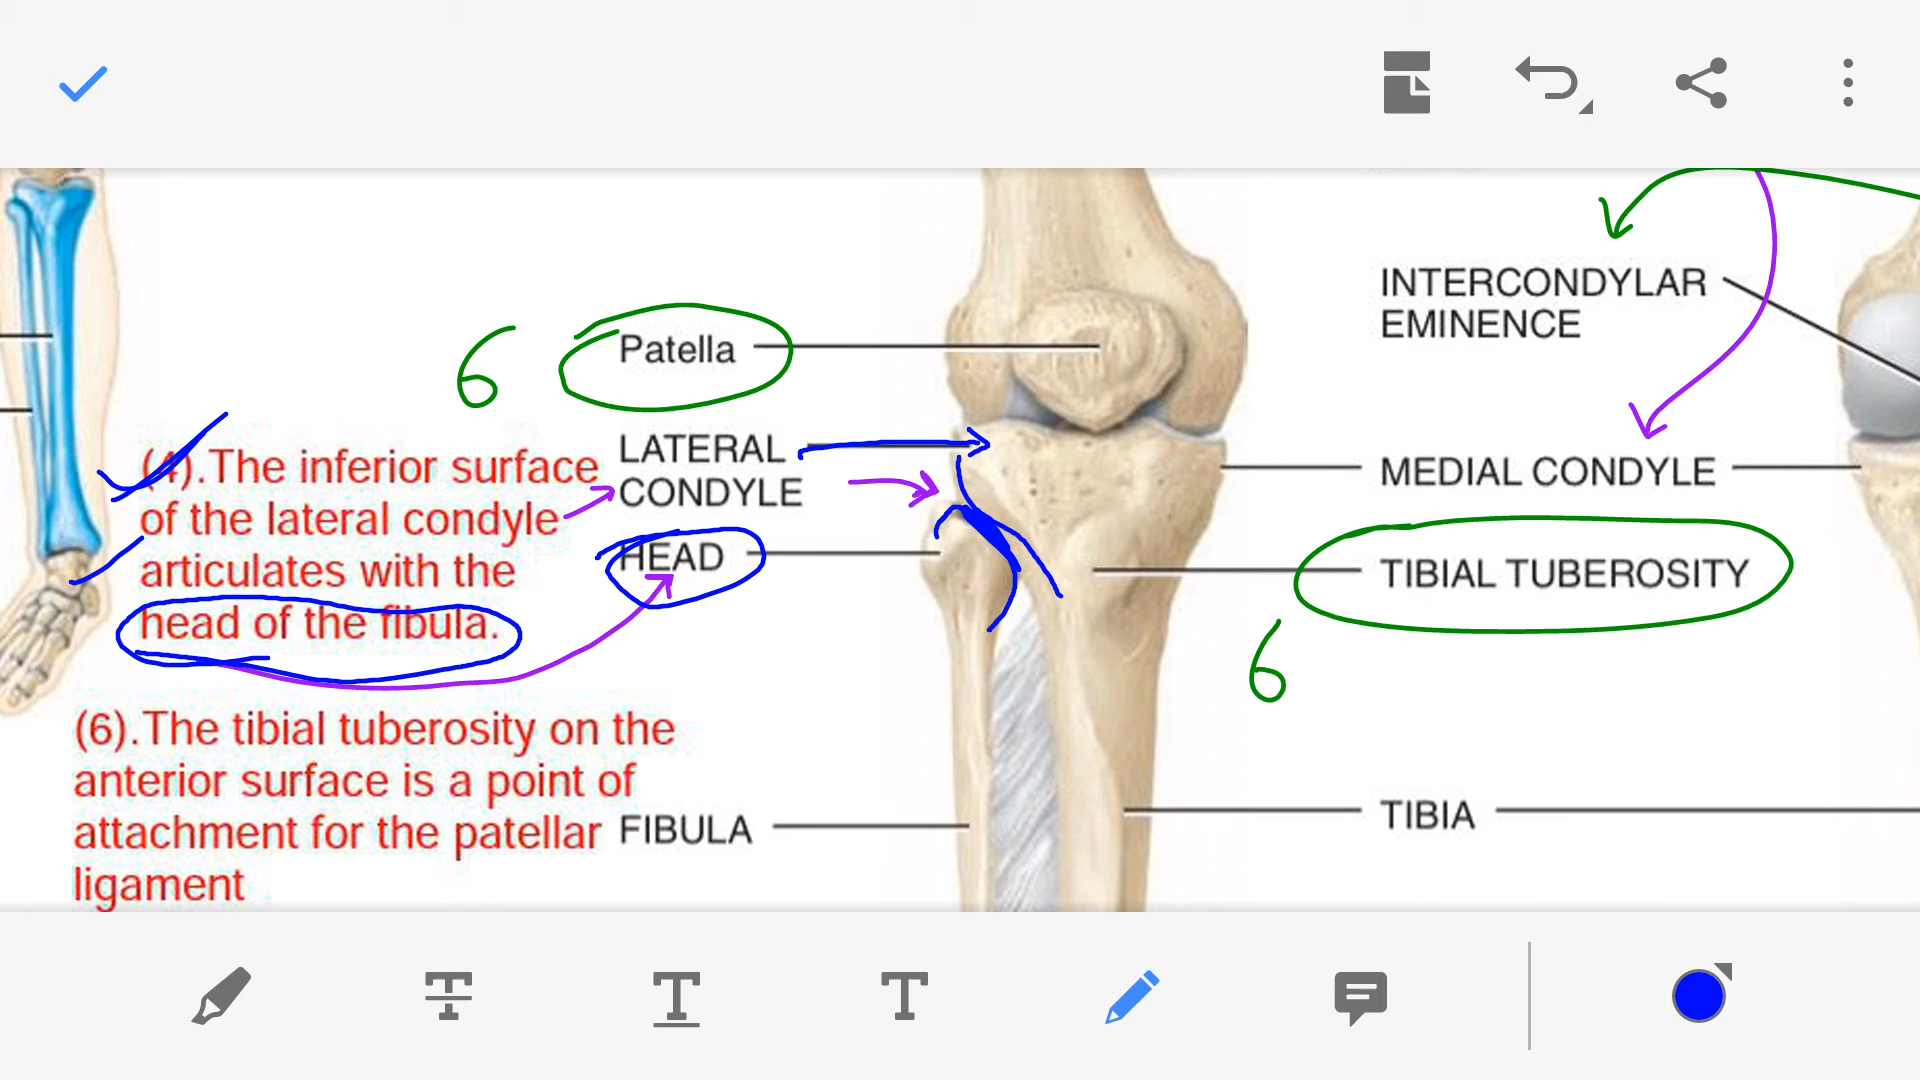 INTERCONDYLAR
EMINENCE
6
Patella
(4).The inferior surface
of the lateral condyle
articulates with the
head of the fibula.
LATERAL
CONDYLE
HEAD
MEDIAL CONDYLE
TIBIAL TUBEROSITY
6
(6).The tibial tuberosity on the
anterior surface is a point of
attachment for the patellar
ligament
FIBULA
TIBIA